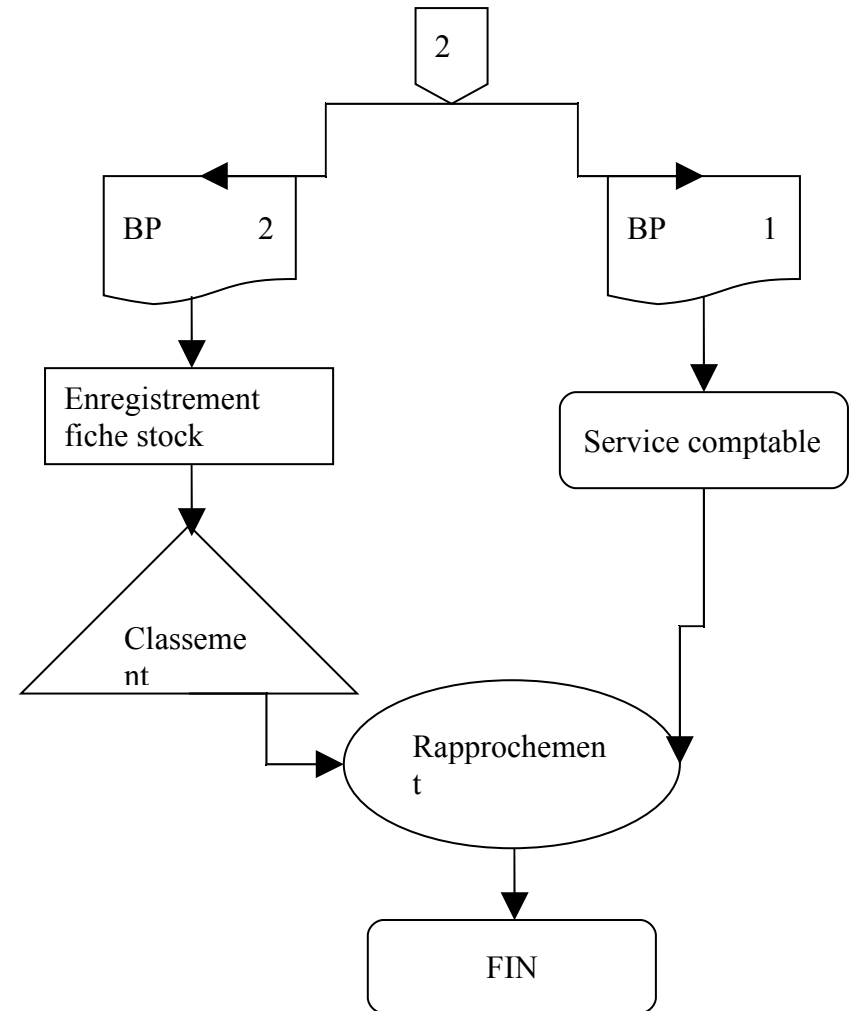 2
BP 2
BP 1
Enregistrement
fiche stock
Service comptable
Classeme
nt
Rapprochemen
t
FIN